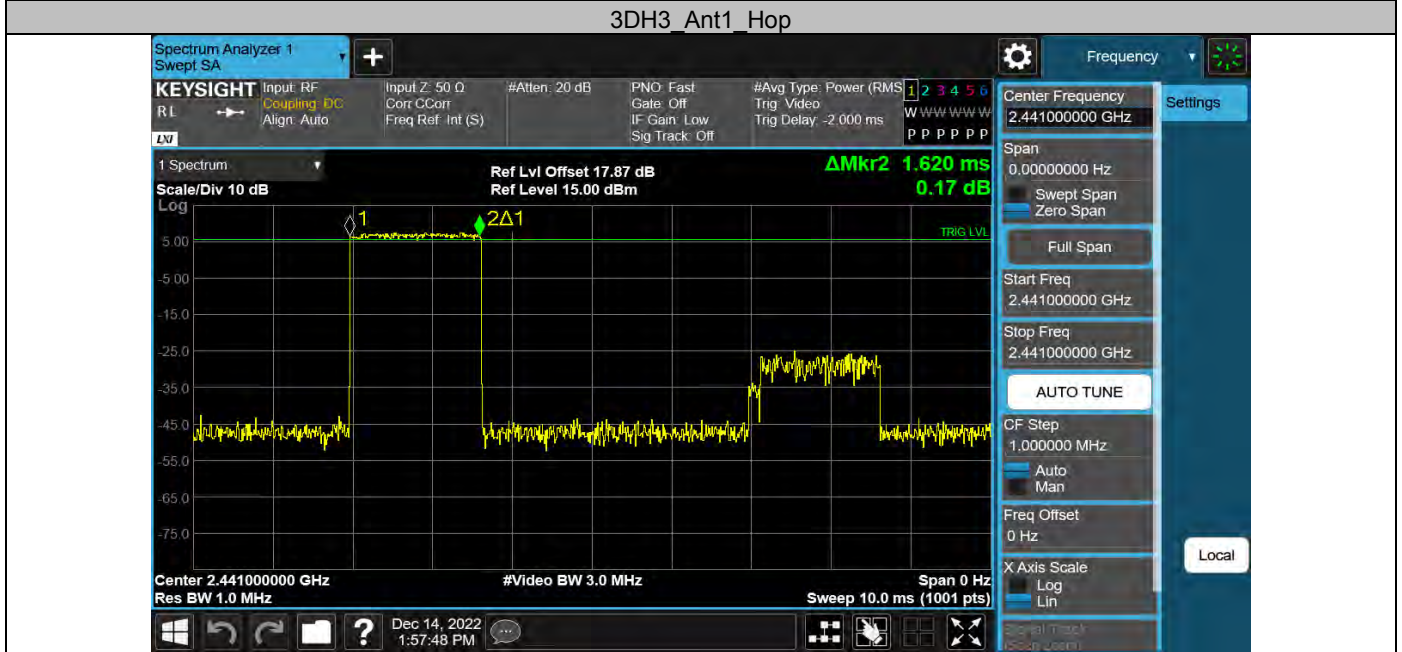 3DH3_Ant1_Hop
Spectrum Analyzer 1
Swept SA
+
Frequency
KEYSIGHT
RL
LXI
Input: RF
Coupling: DC
Align: Auto
Input Z: 50 Ω
Corr CCorr
Freq Ref: Int (S)
#Atten: 20 dB
PNO: Fast
Gate: Off
IF Gain: Low
Sig Track: Off
#Avg Type: Power (RMS
Trig: Video
Trig Delay: -2.000 ms
1 2 3 4 5 6
W W W W W W
P P P P P P
1 Spectrum
Scale/Div 10 dB
Log
Ref Lvl Offset 17.87 dB
Ref Level 15.00 dBm
ΔMkr2 1.620 ms
0.17 dB
1
2Δ1
TRIG LVL
5.00
-5.00
-15.0
-25.0
-35.0
-45.0
-55.0
-65.0
-75.0
Center 2.441000000 GHz
Res BW 1.0 MHz
#Video BW 3.0 MHz
Span 0 Hz
Sweep 10.0 ms (1001 pts)
?
Dec 14, 2022
1:57:48 PM
Center Frequency
2.441000000 GHz
Settings
Span
0.00000000 Hz
Swept Span
Zero Span
Full Span
Start Freq
2.441000000 GHz
Stop Freq
2.441000000 GHz
AUTO TUNE
CF Step
1.000000 MHz
Auto
Man
Freq Offset
0 Hz
X Axis Scale
Log
Lin
Local
Signal Track
(Span Zoom)